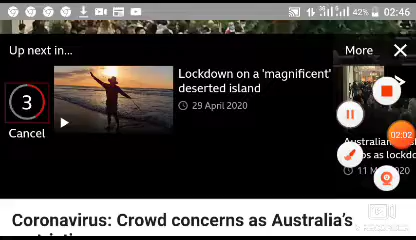 42% 02:46
Up next in...
More
3
Cancel
Lockdown on a 'magnificent'
deserted island
29 April 2020
02:02
Australian
as lockdo
11 M
2020
Coronavirus: Crowd concerns as Australia's